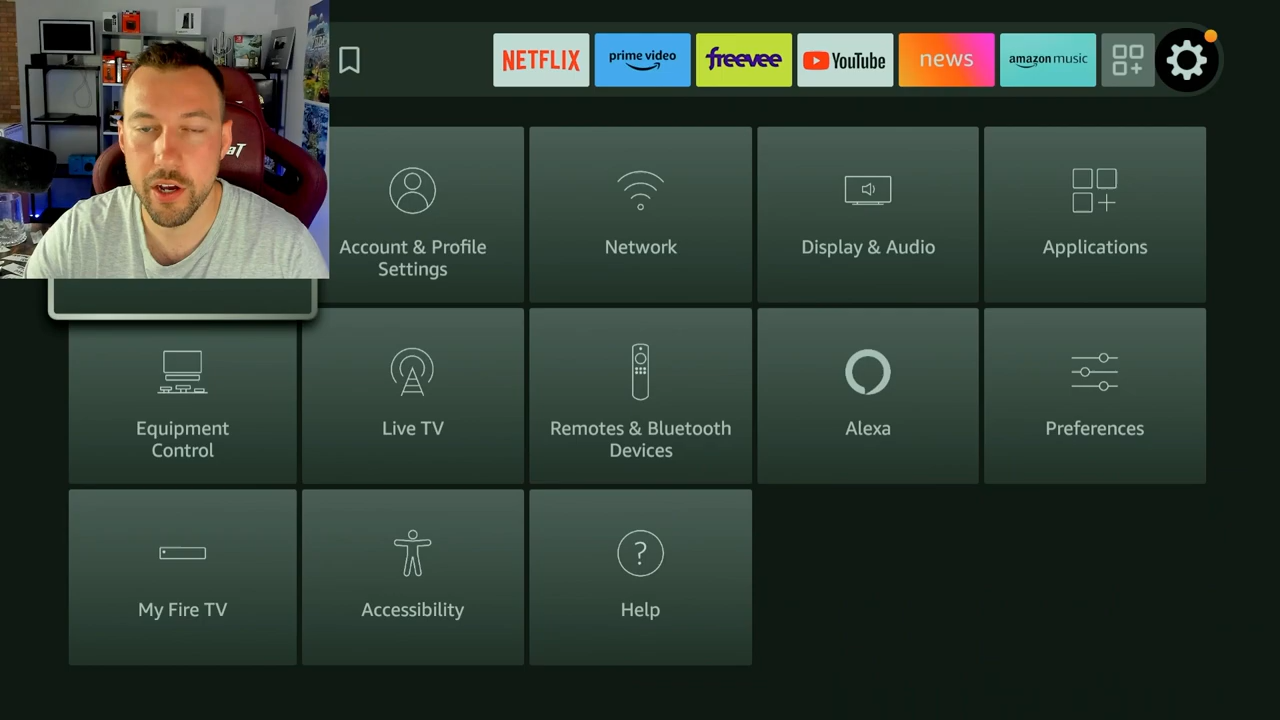 NETFLIX
prime video
freevee
YouTube
news
amazon music
Account & Profile
Settings
Network
Display & Audio
Applications
Equipment
Control
Live TV
Remotes & Bluetooth
Devices
Alexa
Preferences
My Fire TV
Accessibility
?
Help